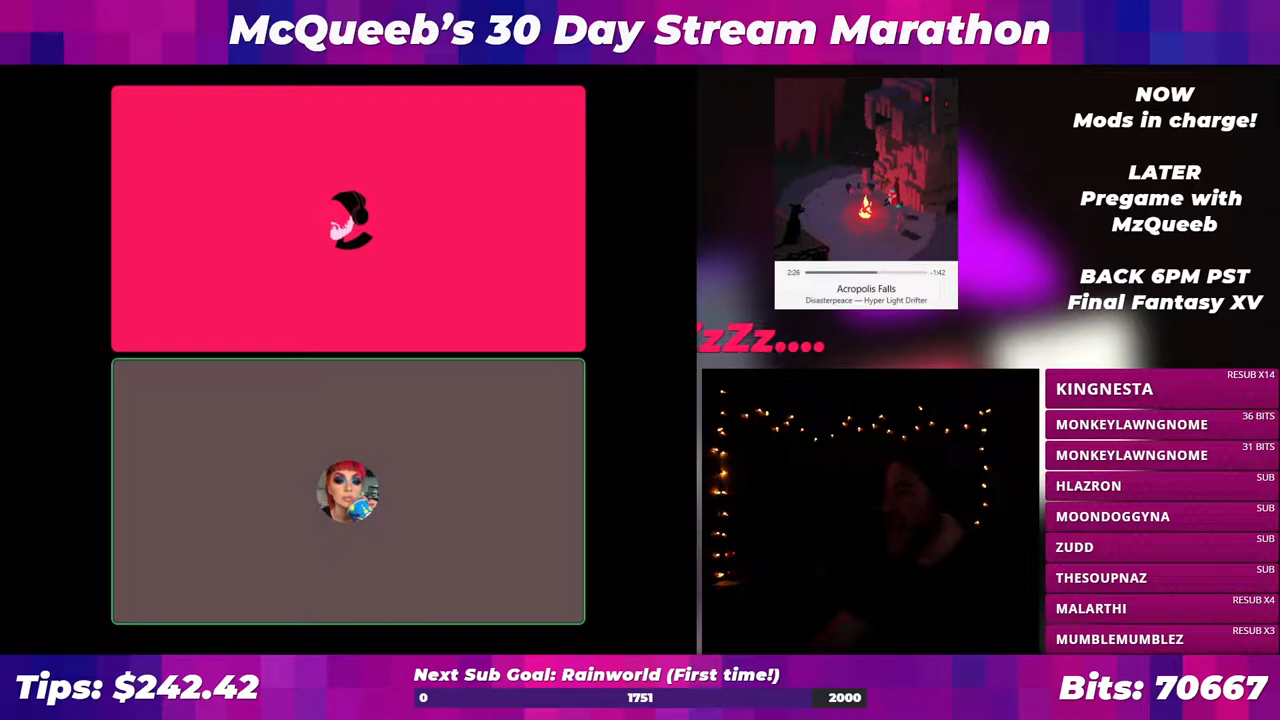 McQueeb’s 30 Day Stream Marathon
NOW
Mods in charge!
LATER
Pregame with
MzQueeb
BACK 6PM PST
Final Fantasy XV
2:26
-1:42
Acropolis Falls
Disasterpeace — Hyper Light Drifter
zZz....
RESUB X14
KINGNESTA
36 BITS
MONKEYLAWNGNOME
31 BITS
MONKEYLAWNGNOME
SUB
HLAZRON
SUB
MOONDOGGYNA
SUB
ZUDD
SUB
THESOUPNAZ
RESUB X4
MALARTHI
RESUB X3
MUMBLEMUMBLEZ
Tips: $242.42
Next Sub Goal: Rainworld (First time!)
0 1751 2000
Bits: 70667